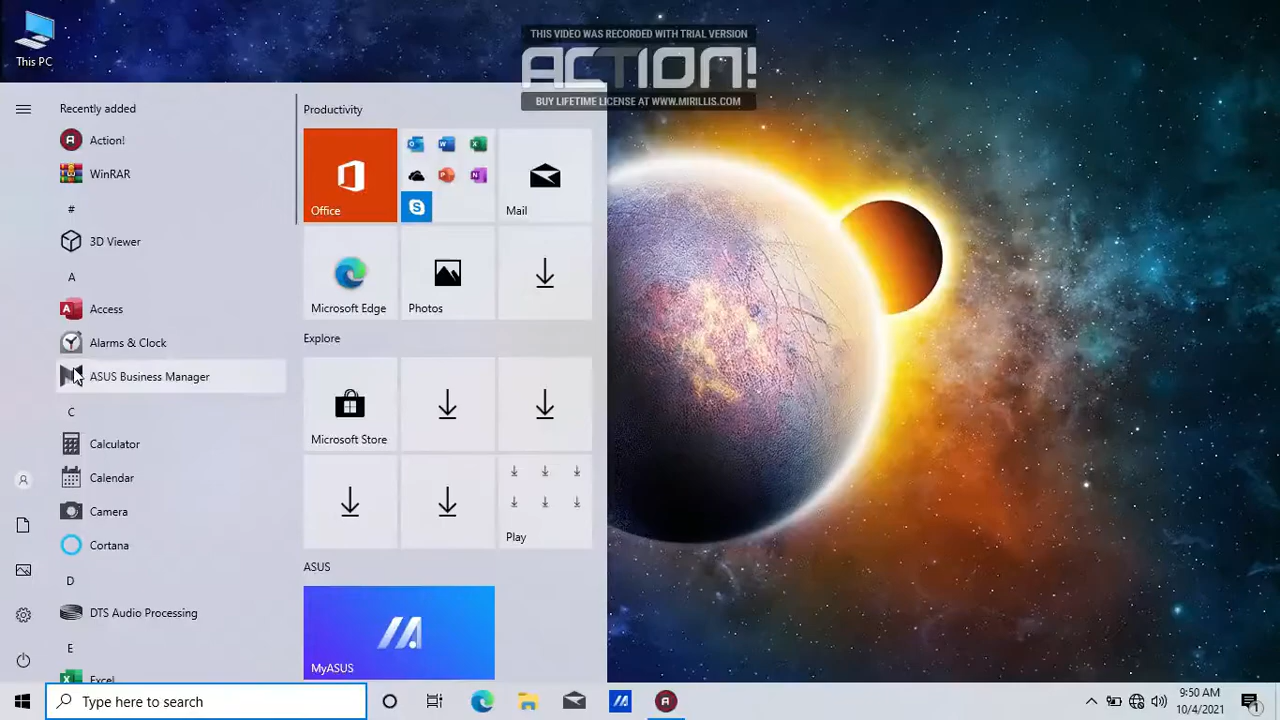 This PC
THIS VIDEO WAS RECORDED WITH TRIAL VERSION
ACTION!
BUY LIFETIME LICENSE AT WWW.MIRILLIS.COM
Recently added
Action!
WinRAR
#
3D Viewer
A
Access
Alarms & Clock
ASUS Business Manager
C
Calculator
Calendar
Camera
Cortana
D
DTS Audio Processing
E
Excel
Productivity
Office
Mail
Microsoft Edge
Photos
Explore
Microsoft Store
Play
ASUS
MyASUS
Type here to search
9:50 AM
10/4/2021
1